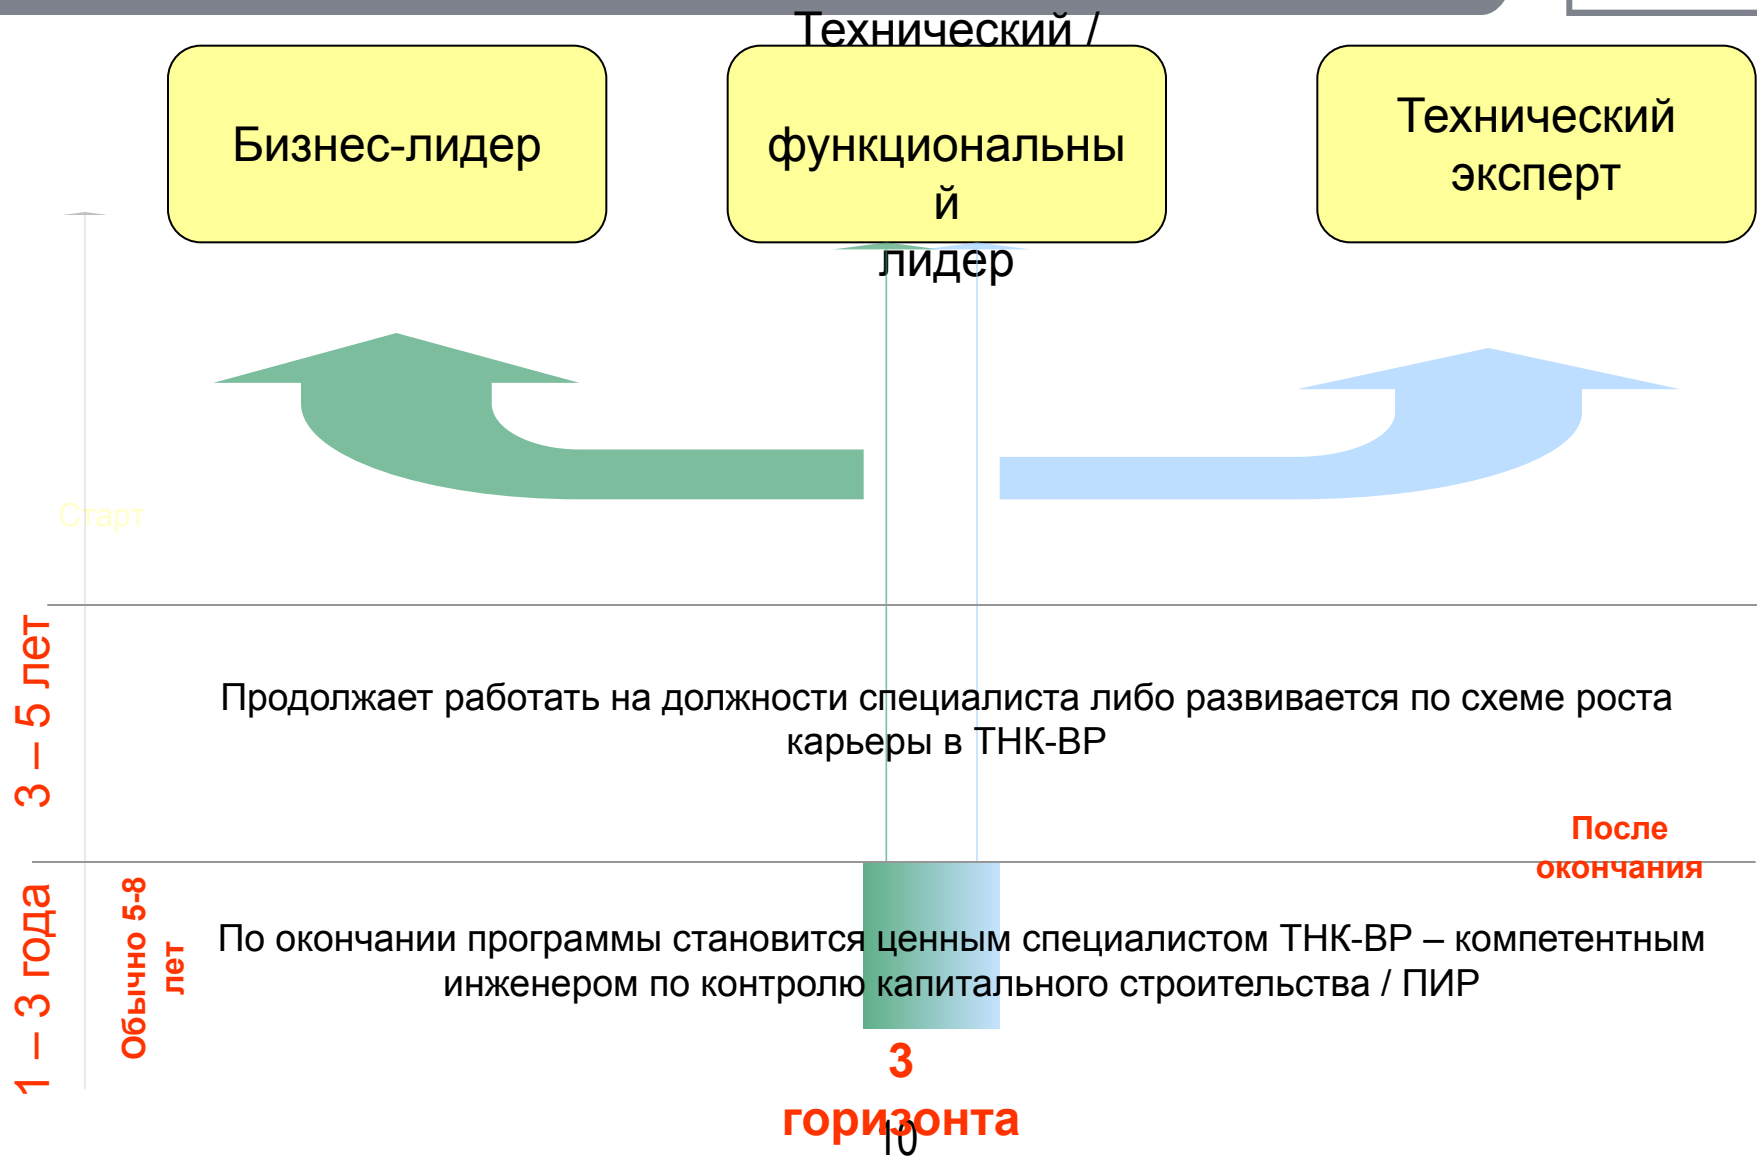 Технический /
функциональны
й
лидер
Бизнес-лидер
Технический
эксперт
Старт
3 – 5 лет
Продолжает работать на должности специалиста либо развивается по схеме роста
карьеры в ТНК-ВР
После
окончания
1 – 3 года
Обычно 5-8
лет
По окончании программы становится ценным специалистом ТНК-ВР – компетентным
инженером по контролю капитального строительства / ПИР
3
горизонта
10